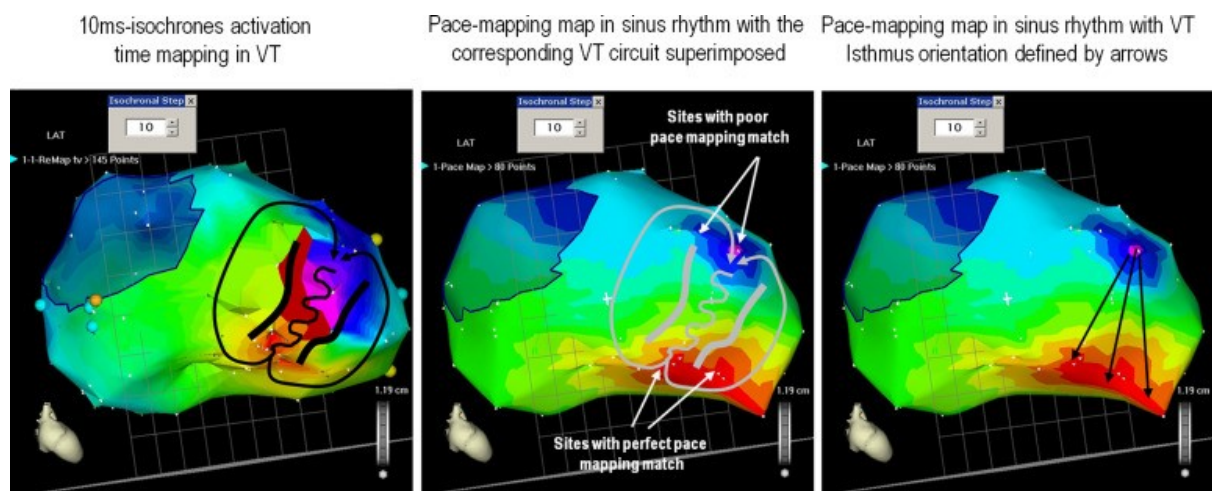 10ms-isochrones activation
time mapping in VT
Isochronal Step
10
LAT
1-1-ReMap tv > 145 Points
1.19 cm
Pace-mapping map in sinus rhythm with the
corresponding VT circuit superimposed
Isochronal Step
10
Sites with poor
pace mapping match
LAT
1-Pace Map > 80 Points
1.19 cm
Sites with perfect pace
mapping match
Pace-mapping map in sinus rhythm with VT
Isthmus orientation defined by arrows
Isochronal Step
10
LAT
1-Pace Map > 80 Points
1.19 cm